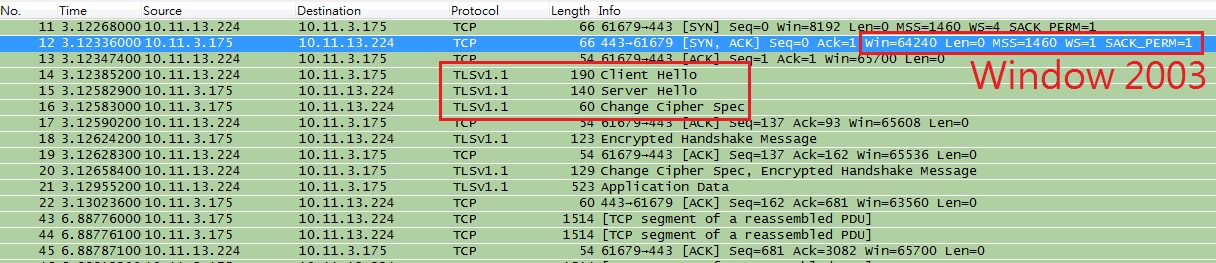 No. Time Source Destination Protocol Length Info
11 3.12268000 10.11.13.224 10.11.3.175 TCP 66 61679→443 [SYN] Seq=0 Win=8192 Len=0 MSS=1460 WS=4 SACK_PERM=1
12 3.12336000 10.11.3.175 10.11.13.224 TCP 66 443→61679 [SYN, ACK] Seq=0 Ack=1 Win=64240 Len=0 MSS=1460 WS=1 SACK_PERM=1
13 3.12347400 10.11.13.224 10.11.3.175 TCP 54 61679→443 [ACK] Seq=1 Ack=1 Win=65700 Len=0
14 3.12385200 10.11.13.224 10.11.3.175 TLSv1.1 190 Client Hello
Window 2003
15 3.12582900 10.11.3.175 10.11.13.224 TLSv1.1 140 Server Hello
16 3.12583000 10.11.3.175 10.11.13.224 TLSv1.1 60 Change Cipher Spec
17 3.12590200 10.11.13.224 10.11.3.175 TCP 54 61679→443 [ACK] Seq=137 Ack=93 Win=65608 Len=0
18 3.12624200 10.11.3.175 10.11.13.224 TLSv1.1 123 Encrypted Handshake Message
19 3.12628300 10.11.13.224 10.11.3.175 TCP 54 61679→443 [ACK] Seq=137 Ack=162 Win=65536 Len=0
20 3.12658400 10.11.13.224 10.11.3.175 TLSv1.1 129 Change Cipher Spec, Encrypted Handshake Message
21 3.12955200 10.11.13.224 10.11.3.175 TLSv1.1 523 Application Data
22 3.13023600 10.11.3.175 10.11.13.224 TCP 60 443→61679 [ACK] Seq=162 Ack=681 Win=63560 Len=0
43 6.88776000 10.11.3.175 10.11.13.224 TCP 1514 [TCP segment of a reassembled PDU]
44 6.88776100 10.11.3.175 10.11.13.224 TCP 1514 [TCP segment of a reassembled PDU]
45 6.88787100 10.11.13.224 10.11.3.175 TCP 54 61679→443 [ACK] Seq=681 Ack=3082 Win=65700 Len=0